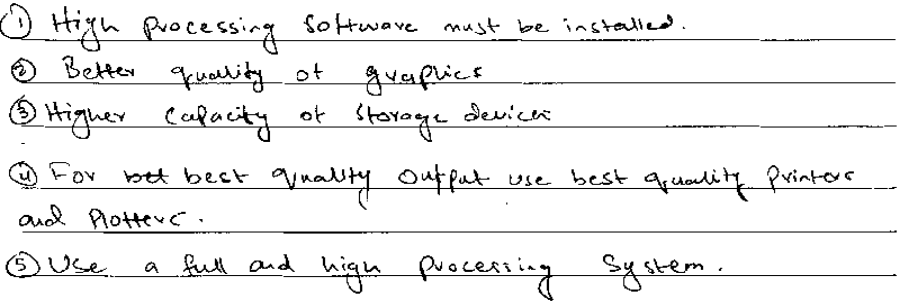 ① High processing software must be installed.
② Better quality of graphics
③ Higher capacity of storage devices
④ For bet best quality output use best quality printers
and Plotters.
⑤ Use a full and high processing system.